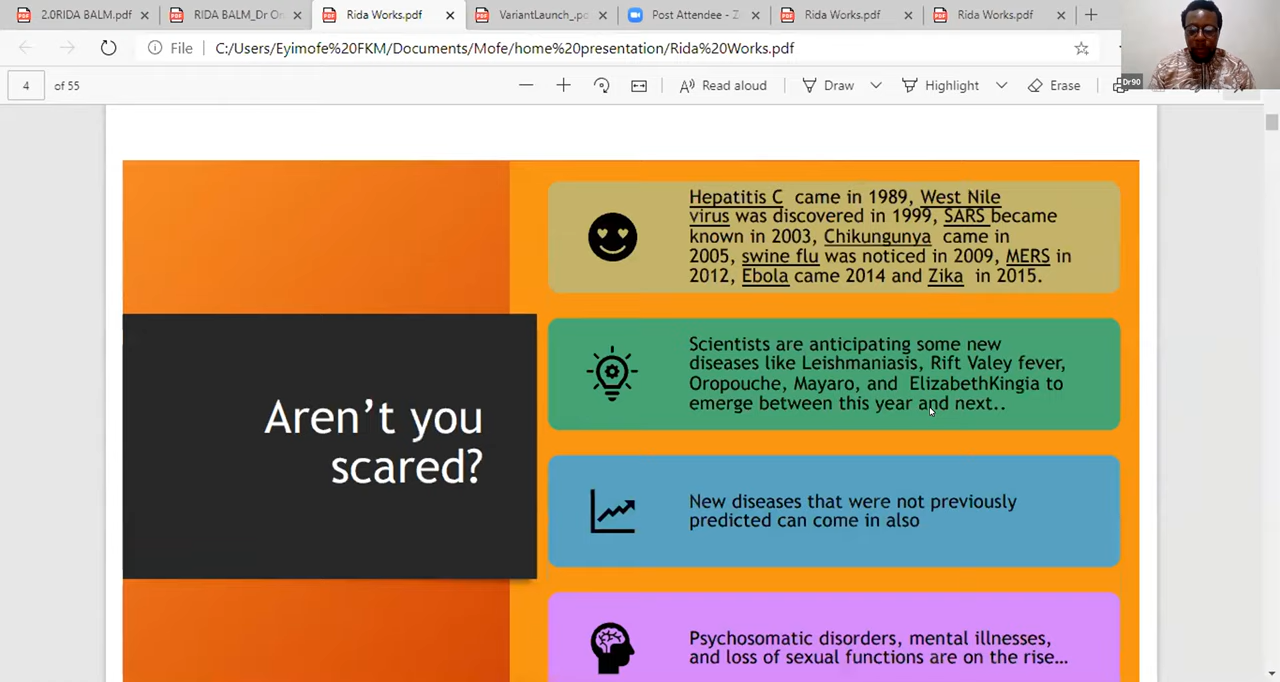 2.0RIDA BALM.pdf
RIDA BALM_Dr On
Rida Works.pdf
VariantLaunch_.po
Post Attendee - Z
Rida Works.pdf
Rida Works.pdf
File
C:/Users/Eyimofe%20FKM/Documents/Mofe/home%20presentation/Rida%20Works.pdf
Dr90
4 of 55
Read aloud
Draw
Highlight
Erase
Aren’t you
scared?
Hepatitis C came in 1989, West Nile
virus was discovered in 1999, SARS became
known in 2003, Chikungunya came in
2005, swine flu was noticed in 2009, MERS in
2012, Ebola came 2014 and Zika in 2015.
Scientists are anticipating some new
diseases like Leishmaniasis, Rift Valey fever,
Oropouche, Mayaro, and ElizabethKingia to
emerge between this year and next..
New diseases that were not previously
predicted can come in also
Psychosomatic disorders, mental illnesses,
and loss of sexual functions are on the rise…